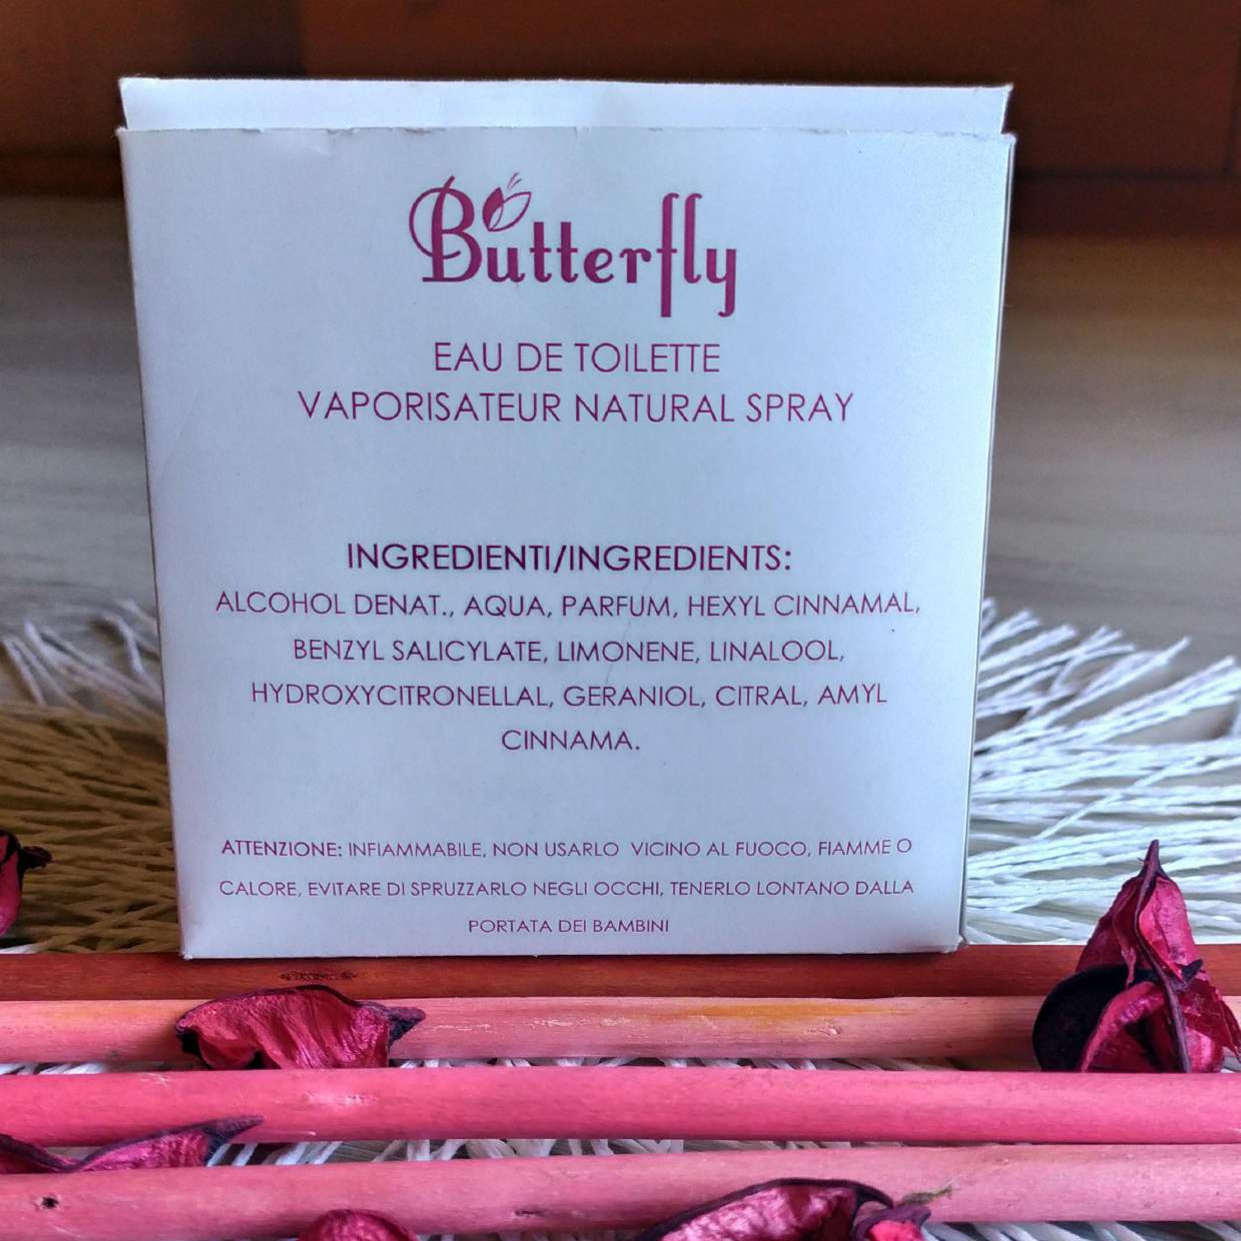 Butterfly
EAU DE TOILETTE
VAPORISATEUR NATURAL SPRAY
INGREDIENTI/INGREDIENTS:
ALCOHOL DENAT., AQUA, PARFUM, HEXYL CINNAMAL,
BENZYL SALICYLATE, LIMONENE, LINALOOL,
HYDROXYCITRONELLAL, GERANIOL, CITRAL, AMYL
CINNAMA.
ATTENZIONE: INFIAMMABILE, NON USARLO VICINO AL FUOCO, FIAMME O
CALORE, EVITARE DI SPRUZZARLO NEGLI OCCHI, TENERLO LONTANO DALLA
PORTATA DEI BAMBINI